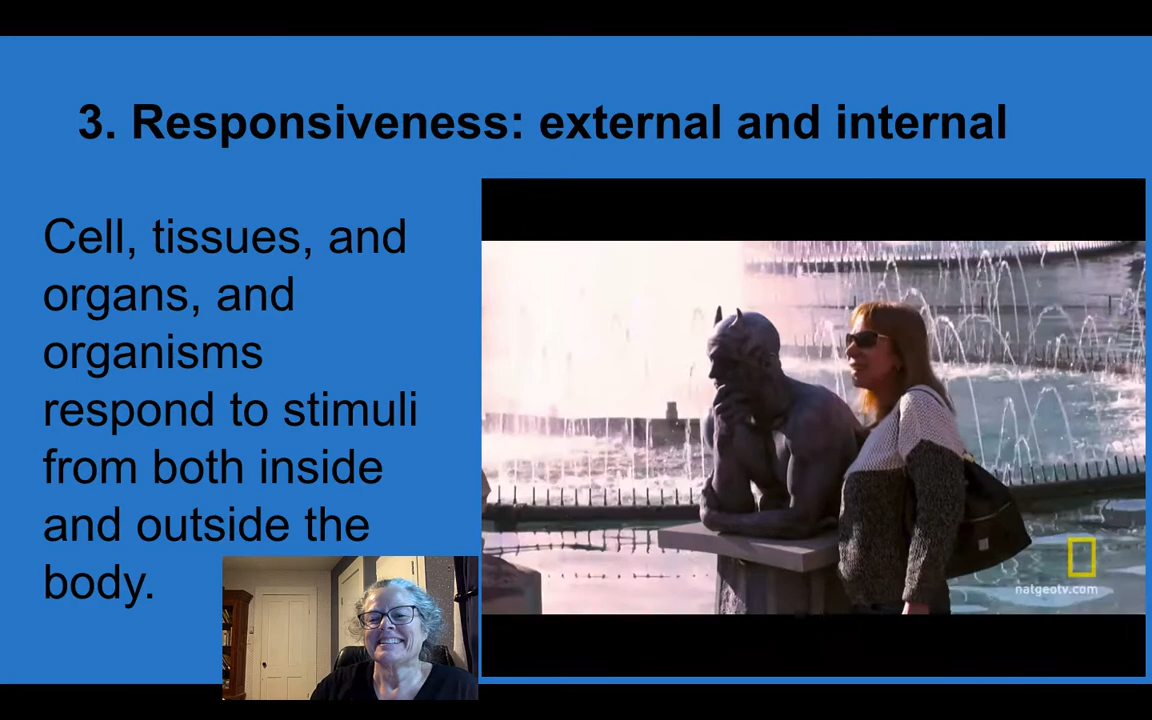 3. Responsiveness: external and internal
Cell, tissues, and
organs, and
organisms
respond to stimuli
from both inside
and outside the
body.
natgeotv.com